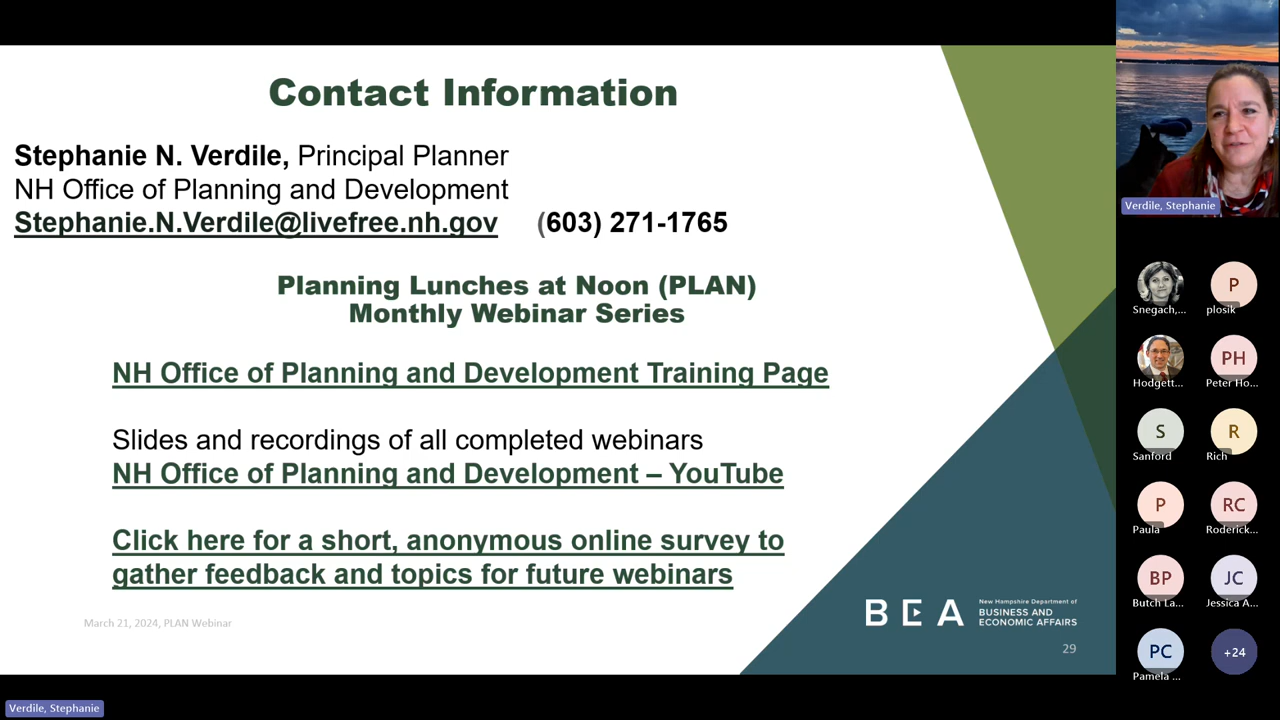 Contact Information
Stephanie N. Verdile, Principal Planner
NH Office of Planning and Development
Stephanie.N.Verdile@livefree.nh.gov (603) 271-1765
Planning Lunches at Noon (PLAN)
Monthly Webinar Series
NH Office of Planning and Development Training Page
Slides and recordings of all completed webinars
NH Office of Planning and Development – YouTube
Click here for a short, anonymous online survey to
gather feedback and topics for future webinars
March 21, 2024, PLAN Webinar
BEA
New Hampshire Department of
BUSINESS AND
ECONOMIC AFFAIRS
29
Verdile, Stephanie
P
Snegach,... plosik
PH
Hodgett... Peter Ho...
S R
Sanford Rich
P RC
Paula Roderick...
BP JC
Butch La... Jessica A...
PC +24
Pamela ...
Verdile, Stephanie